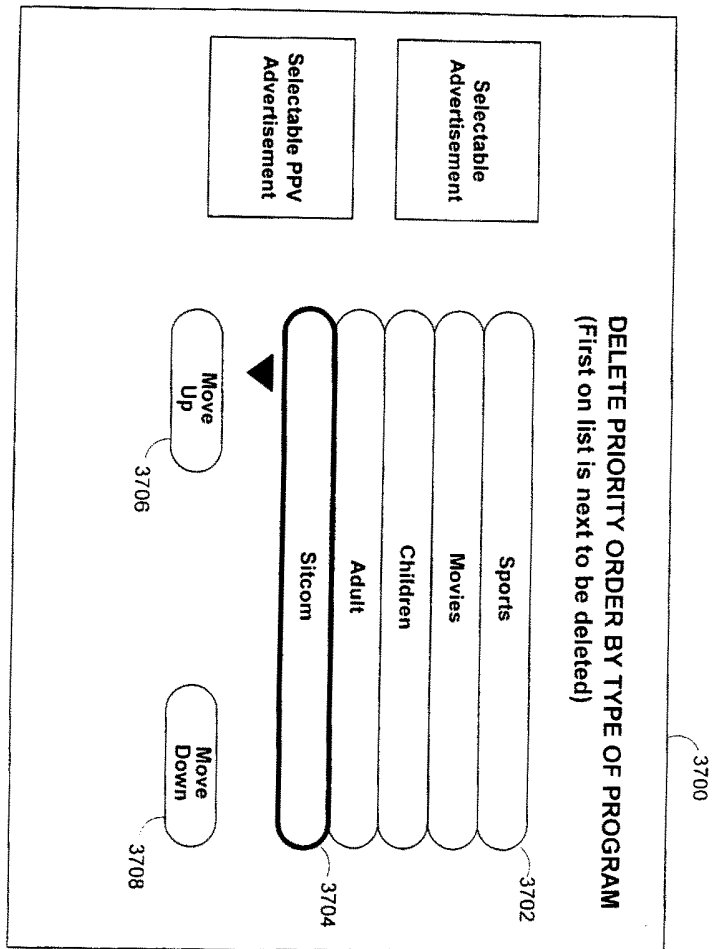 3700
DELETE PRIORITY ORDER BY TYPE OF PROGRAM
(First on list is next to be deleted)
Selectable
Advertisement
Selectable PPV
Advertisement
Sports
Movies
Children
Adult
Sitcom
3702
3704
Move
Up
3706
Move
Down
3708